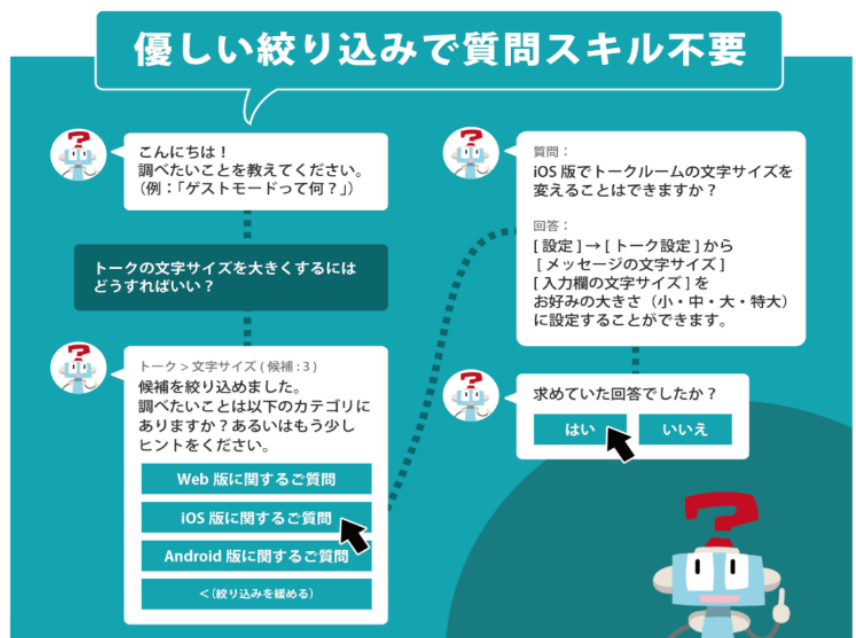 優しい絞り込みで質問スキル不要
こんにちは！
調べたいことを教えてください。
（例：「ゲストモードって何？」）
トークの文字サイズを大きくするには
どうすればいい？
トーク > 文字サイズ ( 候補 : 3 )
候補を絞り込めました。
調べたいことは以下のカテゴリに
ありますか？あるいはもう少し
ヒントをください。
Web 版に関するご質問
iOS 版に関するご質問
Android 版に関するご質問
＜（絞り込みを緩める）
質問：
iOS 版でトークルームの文字サイズを
変えることはできますか？
回答：
[ 設定 ] → [ トーク設定 ] から
[ メッセージの文字サイズ ]
[ 入力欄の文字サイズ ] を
お好みの大きさ（小・中・大・特大）
に設定することができます。
求めていた回答でしたか？
はい
いいえ